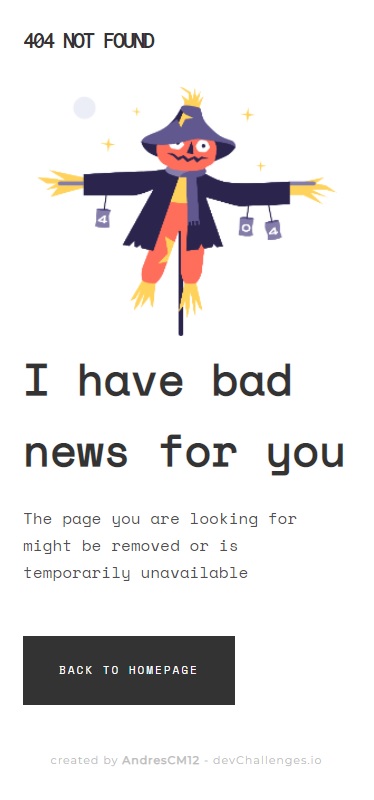 404 NOT FOUND
4
0
4
I have bad
news for you
The page you are looking for
might be removed or is
temporarily unavailable
BACK TO HOMEPAGE
created by AndresCM12 - devChallenges.io